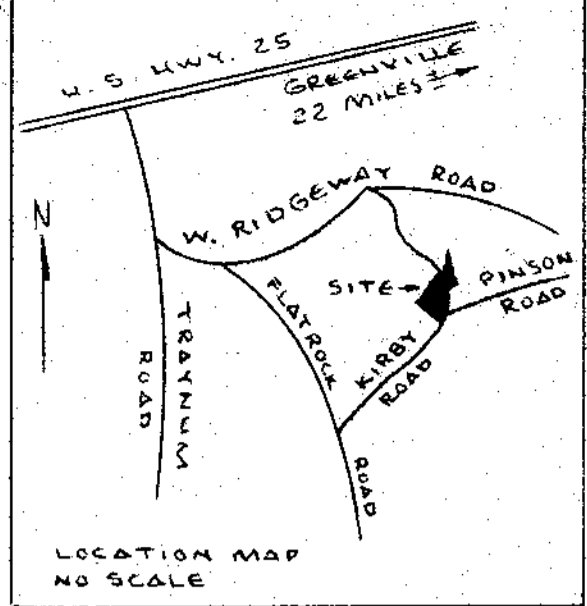 U. S. HWY. 25
GREENVILLE
22 MILES ±
N
W. RIDGEWAY ROAD
SITE
PINSON
ROAD
FLATROCK
ROAD
KIRBY
ROAD
TRAYNUM
ROAD
LOCATION MAP
NO SCALE